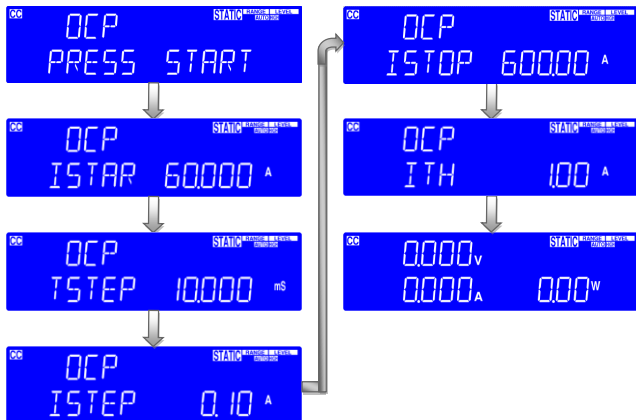 CC STATIC RANGE LEVEL
AUTO HIGH
OCP
PRESS START
CC STATIC RANGE LEVEL
AUTO HIGH
OCP
ISTAR 60.000 A
CC STATIC RANGE LEVEL
AUTO HIGH
OCP
TSTEP 10.000 mS
CC STATIC RANGE LEVEL
AUTO HIGH
OCP
ISTEP 0.10 A
CC STATIC RANGE LEVEL
AUTO HIGH
OCP
ISTOP 600.00 A
CC STATIC RANGE LEVEL
AUTO HIGH
OCP
ITH 1.00 A
CC STATIC RANGE LEVEL
AUTO HIGH
0.000 V
0.000 A 0.00 W